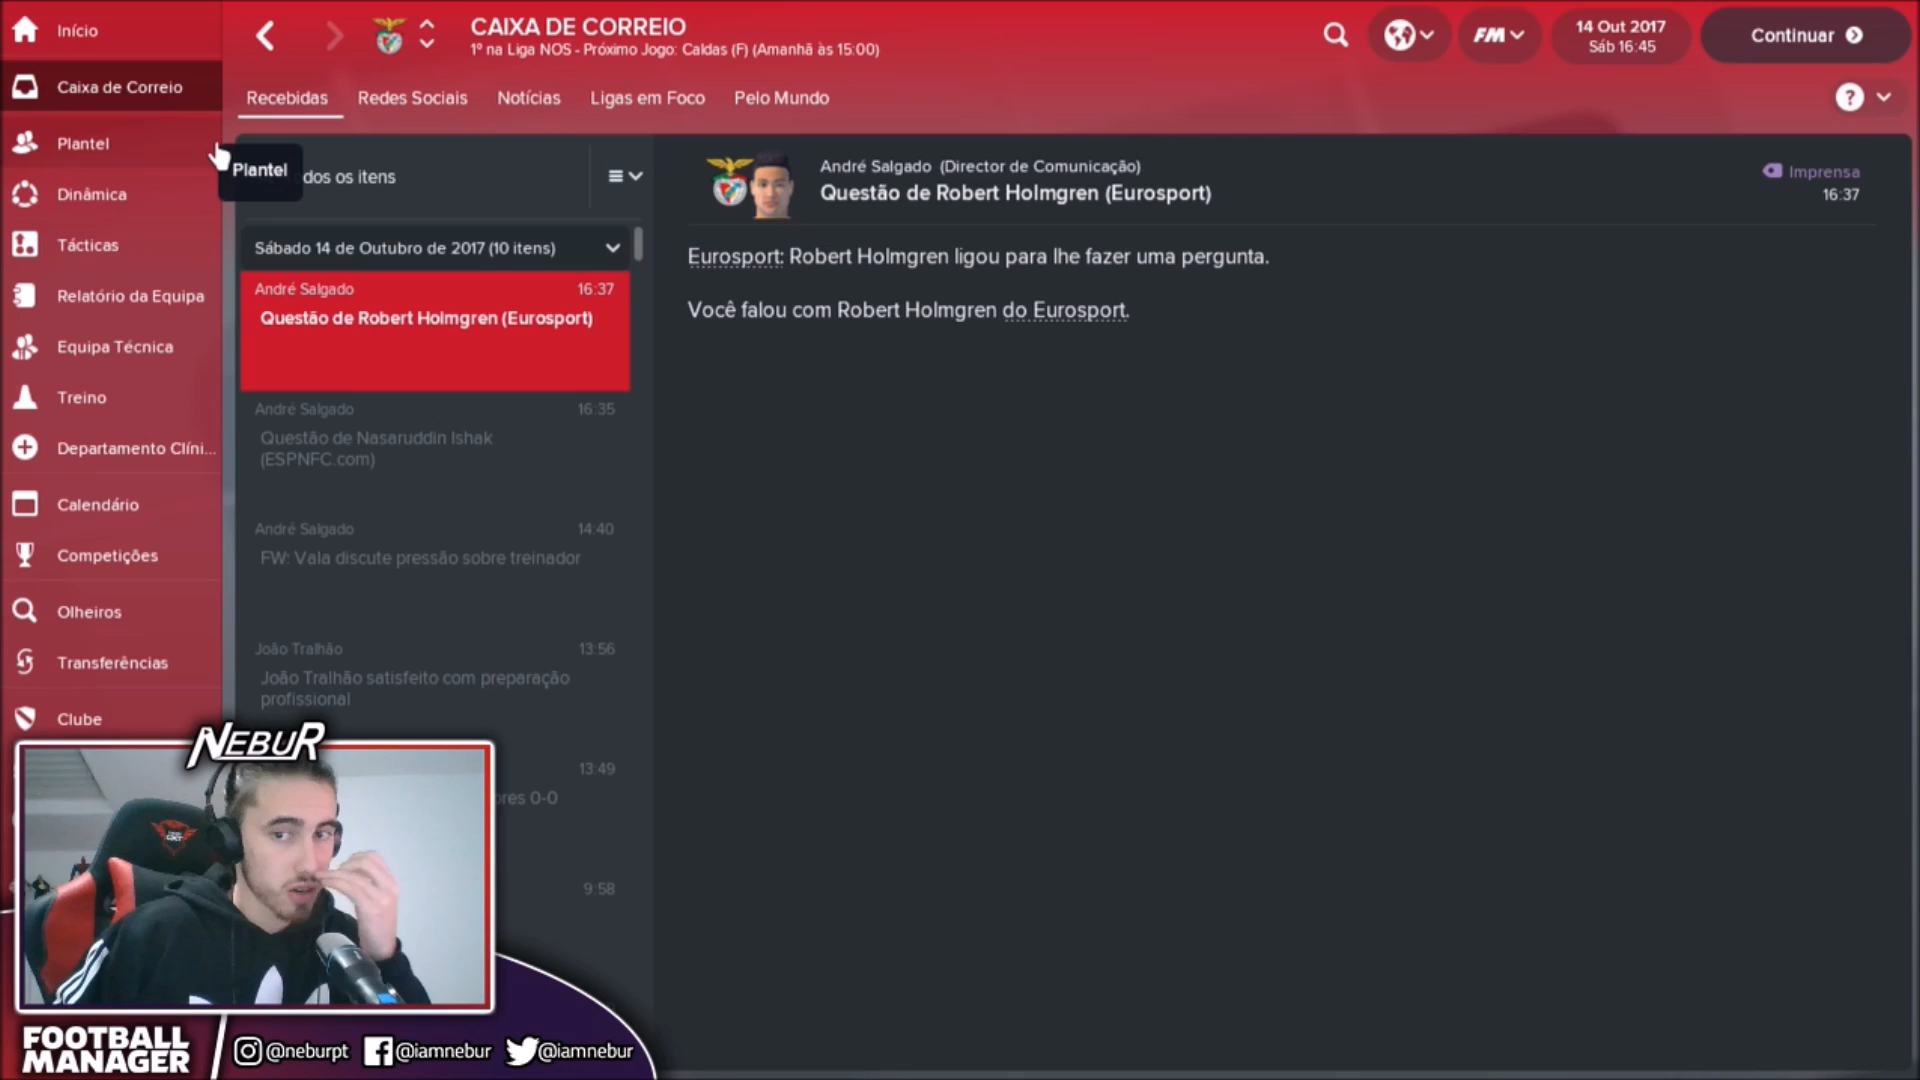 Início
Caixa de Correio
Plantel
Dinâmica
Tácticas
Relatório da Equipa
Equipa Técnica
Treino
Departamento Clíni...
Calendário
Competições
Olheiros
Transferências
Clube
CAIXA DE CORREIO
1º na Liga NOS - Próximo Jogo: Caldas (F) (Amanhã às 15:00)
FM
14 Out 2017
Sáb 16:45
Continuar
Recebidas
Redes Sociais
Notícias
Ligas em Foco
Pelo Mundo
?
Plantel
dos os itens
Sábado 14 de Outubro de 2017 (10 itens)
André Salgado 16:37
Questão de Robert Holmgren (Eurosport)
André Salgado 16:35
Questão de Nasaruddin Ishak
(ESPNFC.com)
André Salgado 14:40
FW: Vala discute pressão sobre treinador
João Tralhão 13:56
João Tralhão satisfeito com preparação
profissional
13:49
ores 0-0
9:58
André Salgado (Director de Comunicação)
Questão de Robert Holmgren (Eurosport)
Imprensa
16:37
Eurosport: Robert Holmgren ligou para lhe fazer uma pergunta.
Você falou com Robert Holmgren do Eurosport.
NEBUR
FOOTBALL
MANAGER
@neburpt
@iamnebur
@iamnebur